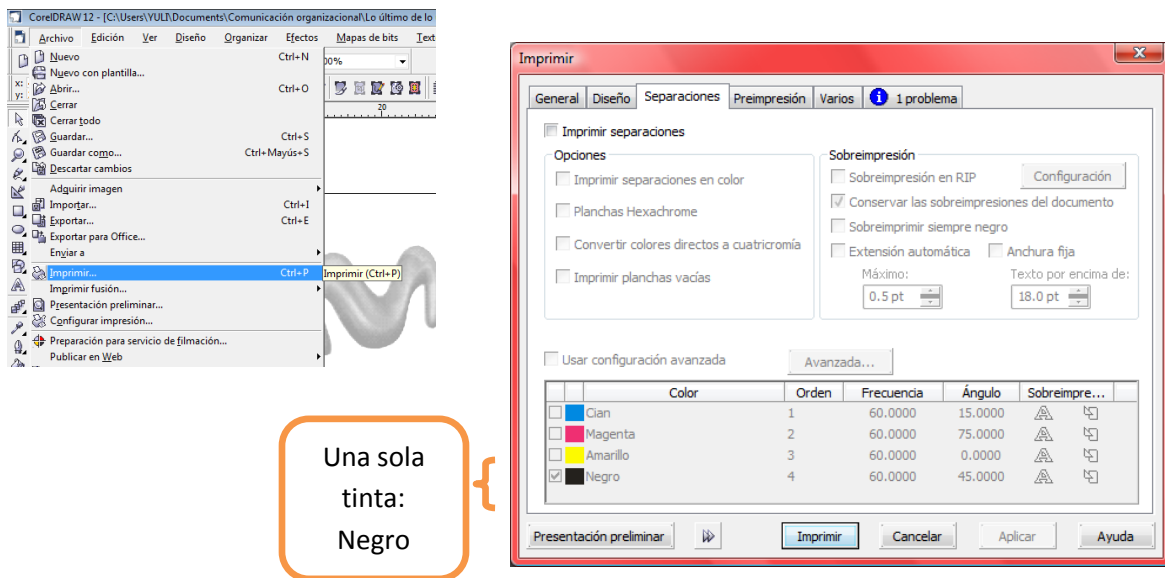 CorelDRAW 12 - [C:\Users\YULI\Documents\Comunicación organizacional\Lo último de lo
Archivo Edición Ver Diseño Organizar Efectos Mapas de bits Text
Nuevo Ctrl+N
Nuevo con plantilla...
Abrir... Ctrl+O
Cerrar
Cerrar todo
Guardar... Ctrl+S
Guardar como... Ctrl+Mayús+S
Descartar cambios
Adquirir imagen
Importar... Ctrl+I
Exportar... Ctrl+E
Exportar para Office...
Enviar a
Imprimir... Ctrl+P
Imprimir fusión...
Presentación preliminar...
Configurar impresión...
Preparación para servicio de filmación...
Publicar en Web
00%
x:
y:
20
Imprimir (Ctrl+P)
Imprimir
General Diseño Separaciones Preimpresión Varios 1 problema
Imprimir separaciones
Opciones
Imprimir separaciones en color
Planchas Hexachrome
Convertir colores directos a cuatricromía
Imprimir planchas vacías
Sobreimpresión
Sobreimpresión en RIP Configuración
Conservar las sobreimpresiones del documento
Sobreimprimir siempre negro
Extensión automática Anchura fija
Máximo: Texto por encima de:
0.5 pt 18.0 pt
Usar configuración avanzada Avanzada...
Color Orden Frecuencia Ángulo Sobreimpre...
Cian 1 60.0000 15.0000
Magenta 2 60.0000 75.0000
Amarillo 3 60.0000 0.0000
Negro 4 60.0000 45.0000
Presentación preliminar Imprimir Cancelar Aplicar Ayuda
Una sola
tinta:
Negro